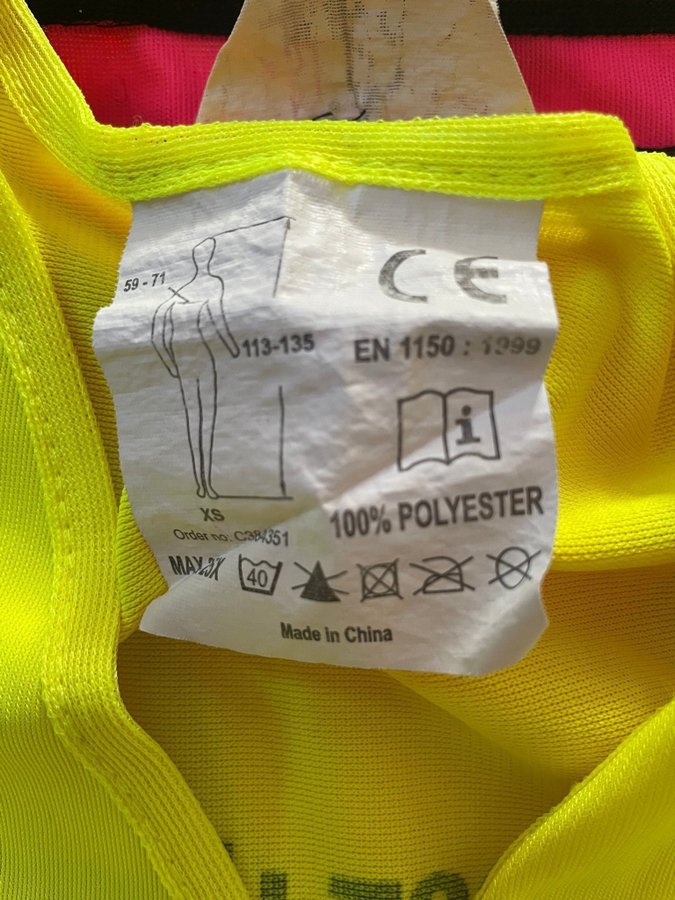 59 - 71
113-135
XS
Order no. C384351
CE
EN 1150 : 1999
i
100% POLYESTER
MAX.3X
40
Made in China